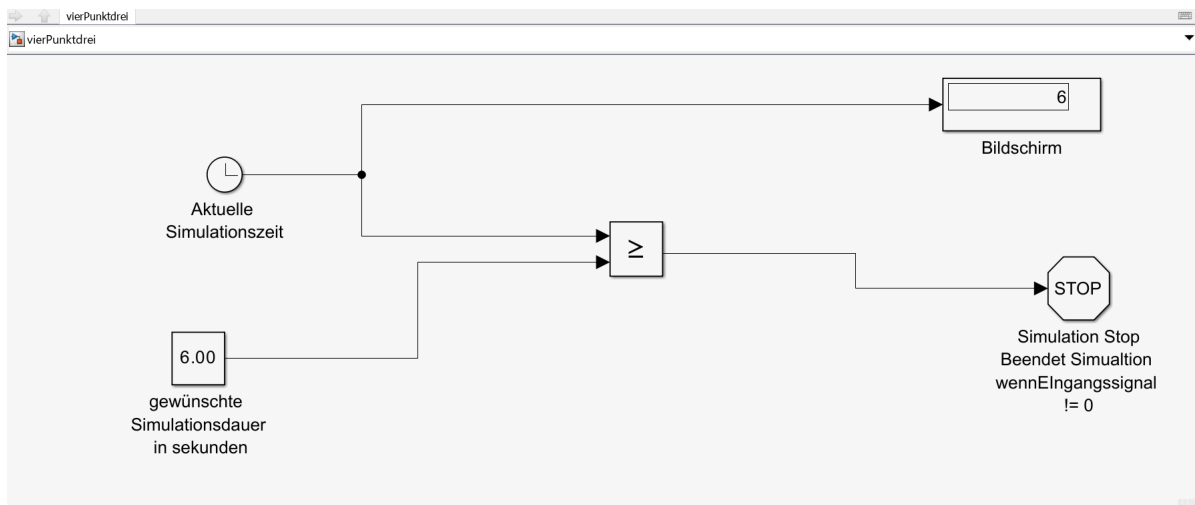 vierPunktdrei
vierPunktdrei
6
Bildschirm
Aktuelle
Simulationszeit
≥
STOP
Simulation Stop
Beendet Simualtion
wennEIngangssignal
!= 0
6.00
gewünschte
Simulationsdauer
in sekunden